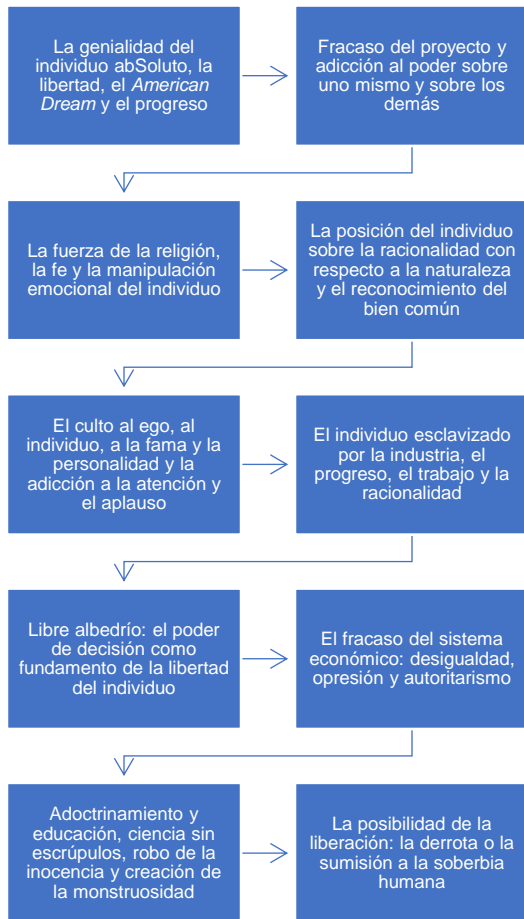 La genialidad del
individuo abSoluto, la
libertad, el American
Dream y el progreso
Fracaso del proyecto y
adicción al poder sobre
uno mismo y sobre los
demás
La fuerza de la religión,
la fe y la manipulación
emocional del individuo
La posición del individuo
sobre la racionalidad con
respecto a la naturaleza
y el reconocimiento del
bien común
El culto al ego, al
individuo, a la fama y la
personalidad y la
adicción a la atención y
el aplauso
El individuo esclavizado
por la industria, el
progreso, el trabajo y la
racionalidad
Libre albedrío: el poder
de decisión como
fundamento de la libertad
del individuo
El fracaso del sistema
económico: desigualdad,
opresión y autoritarismo
Adoctrinamiento y
educación, ciencia sin
escrúpulos, robo de la
inocencia y creación de
la monstruosidad
La posibilidad de la
liberación: la derrota o la
sumisión a la soberbia
humana